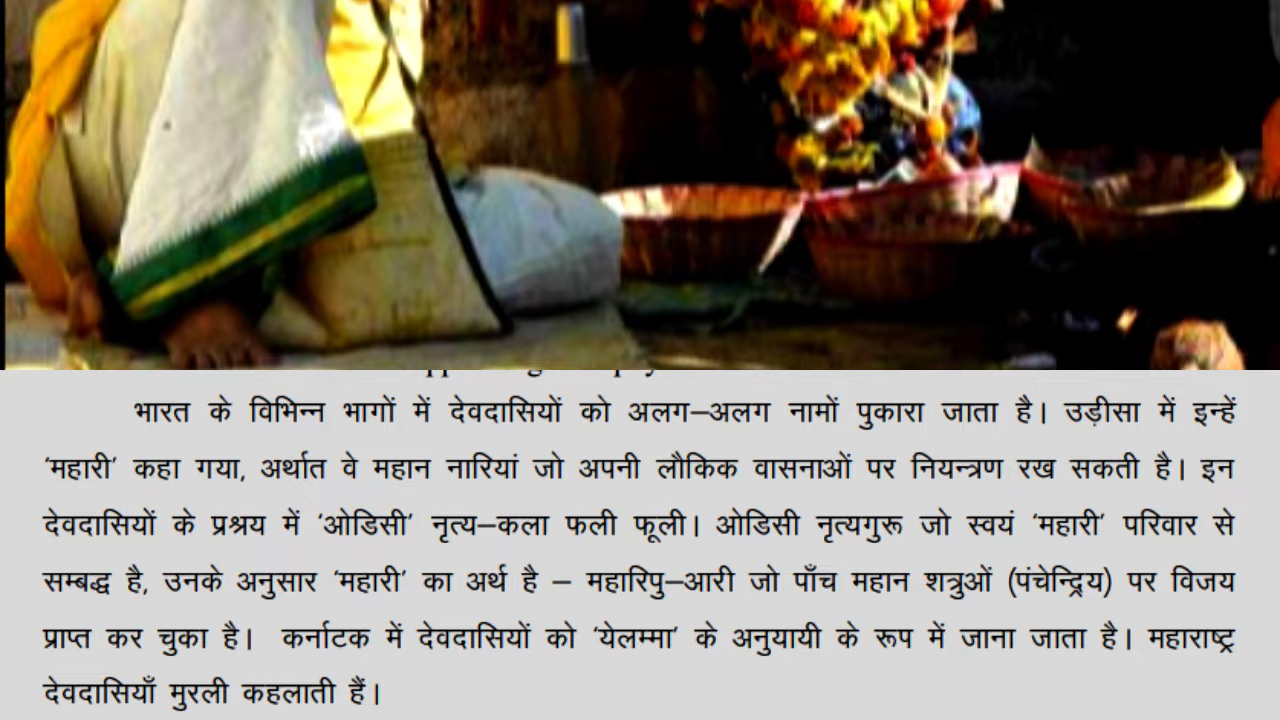 भारत के विभिन्न भागों में देवदासियों को अलग–अलग नामों पुकारा जाता है। उड़ीसा में इन्हें
‘महारी’ कहा गया, अर्थात वे महान नारियां जो अपनी लौकिक वासनाओं पर नियन्त्रण रख सकती है। इन
देवदासियों के प्रश्रय में ‘ओडिसी’ नृत्य–कला फली फूली। ओडिसी नृत्यगुरू जो स्वयं ‘महारी’ परिवार से
सम्बद्ध है, उनके अनुसार ‘महारी’ का अर्थ है – महारिपु–आरी जो पाँच महान शत्रुओं (पंचेन्द्रिय) पर विजय
प्राप्त कर चुका है। कर्नाटक में देवदासियों को ‘येलम्मा’ के अनुयायी के रूप में जाना जाता है। महाराष्ट्र
देवदासियाँ मुरली कहलाती हैं।